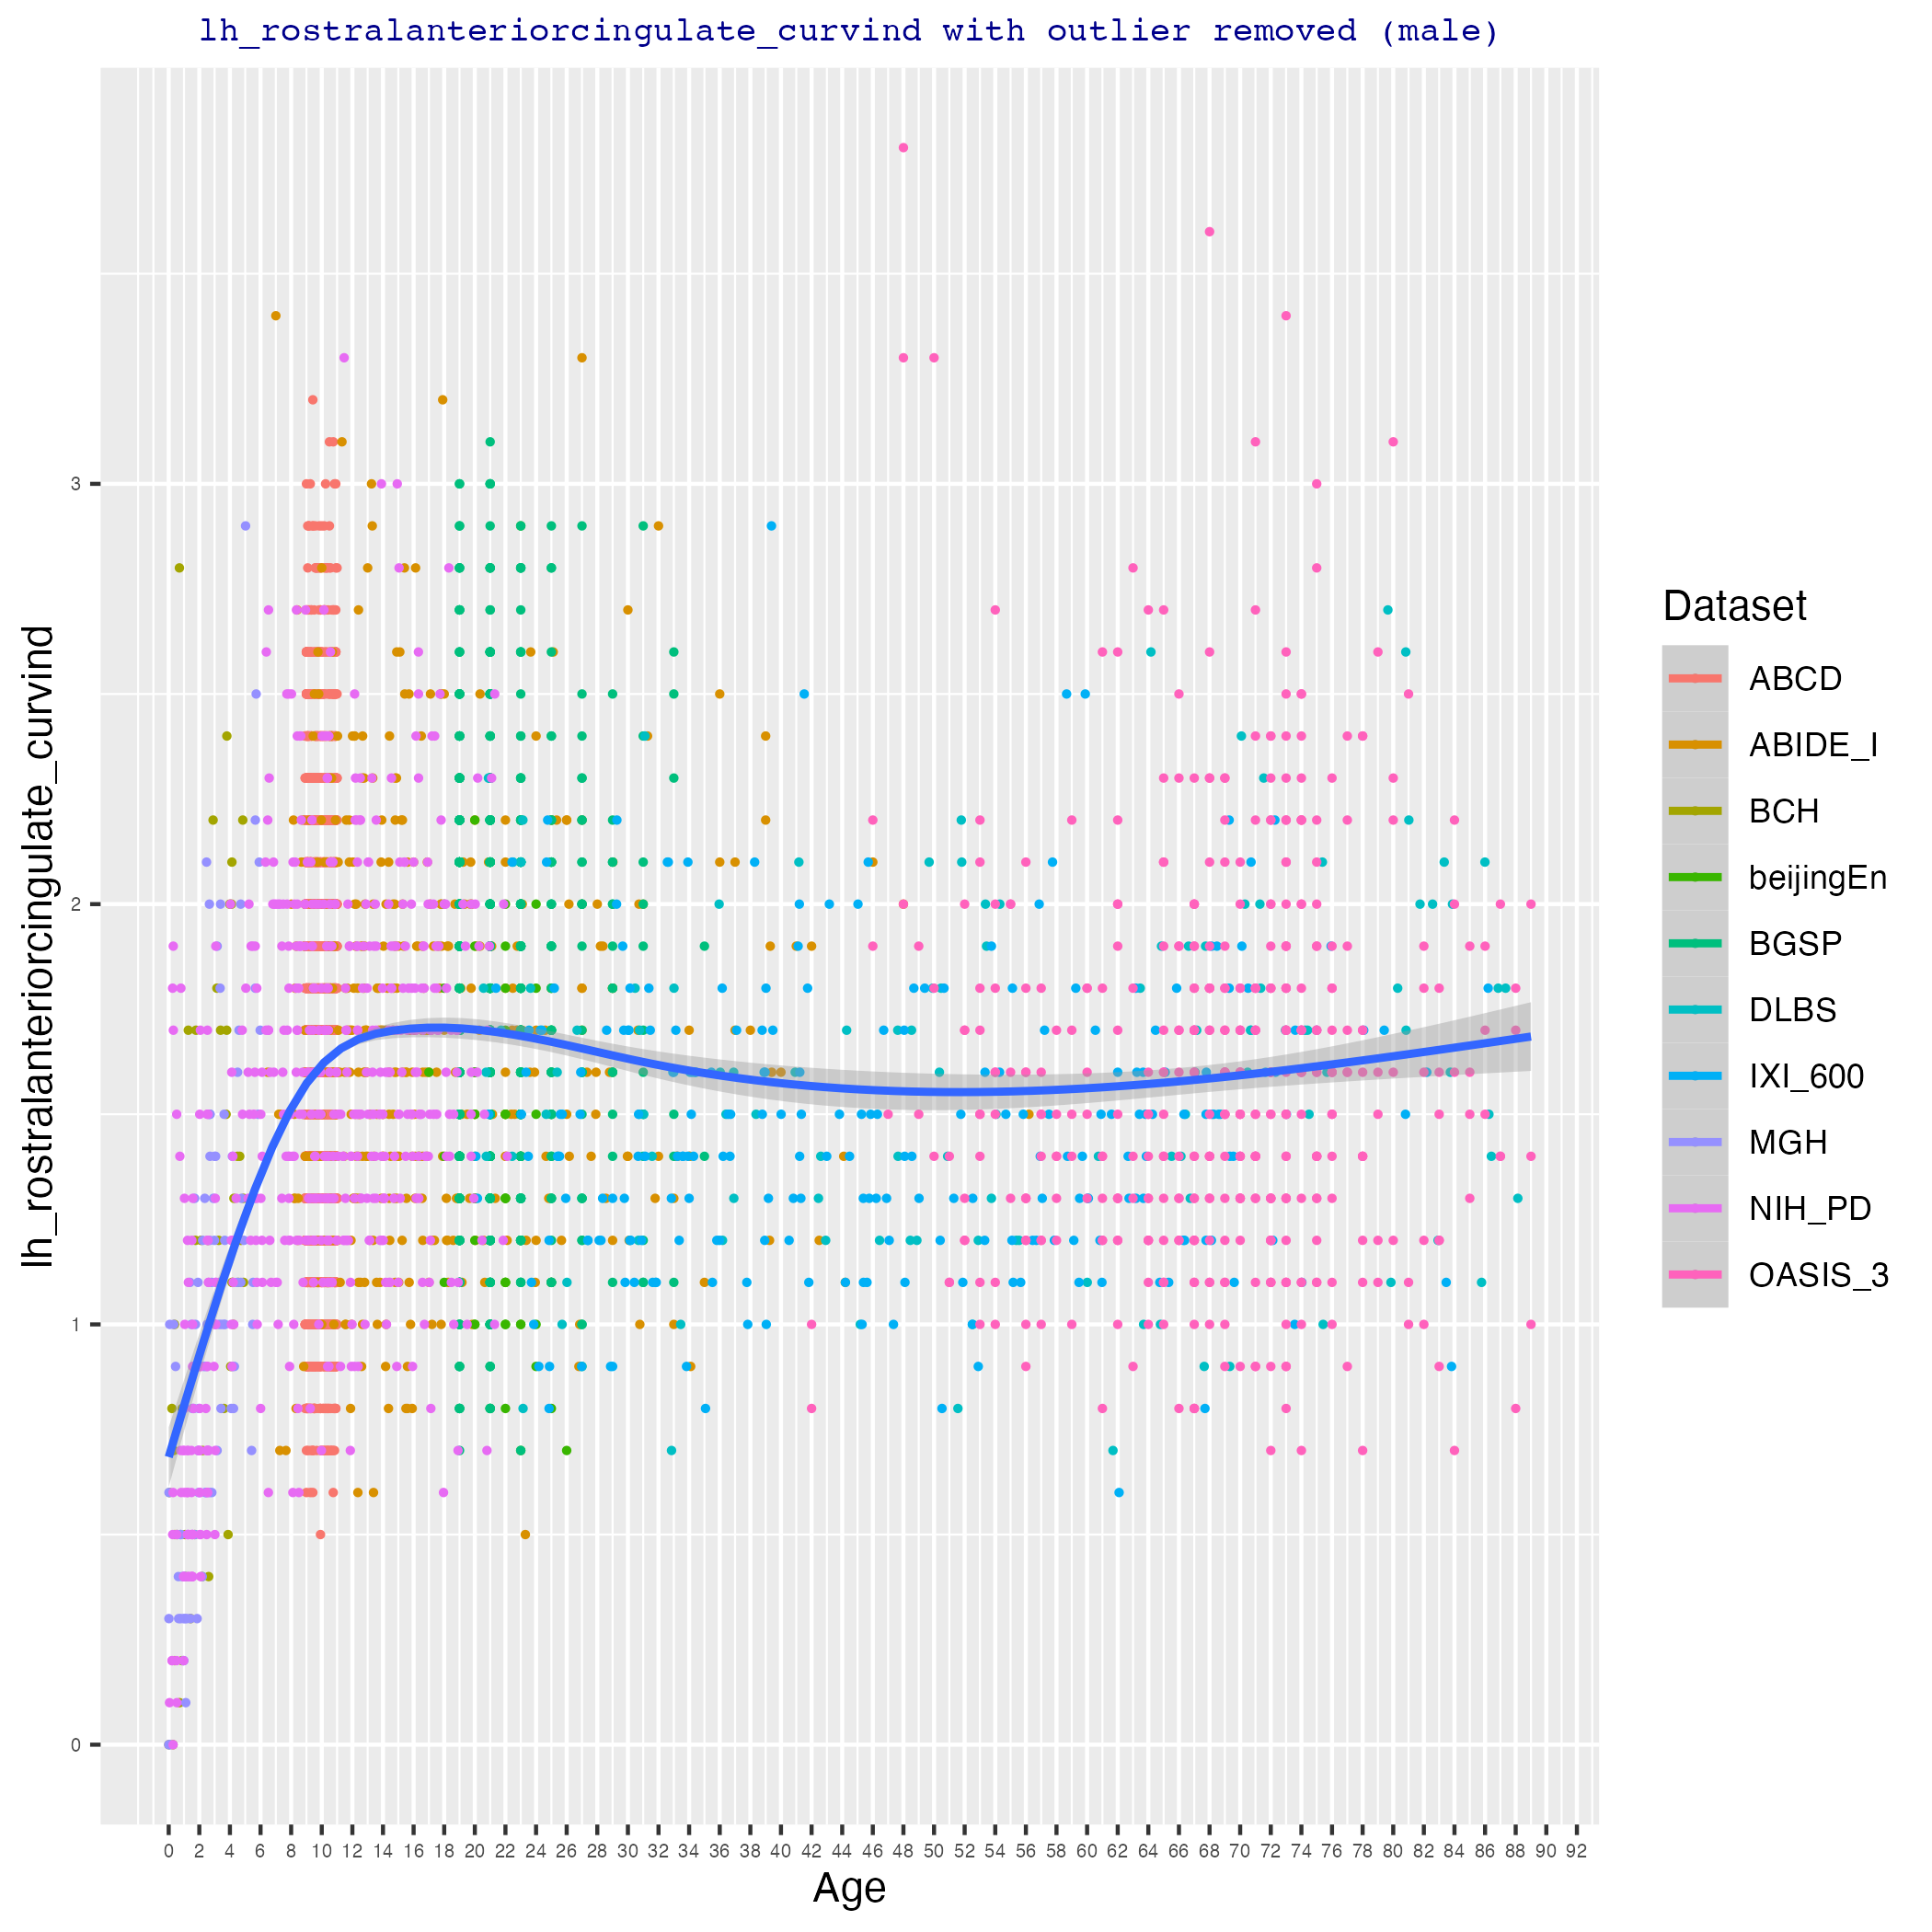 lh_rostralanteriorcingulate_curvind with outlier removed (male)
lh_rostralanteriorcingulate_curvind
3
2
1
0
0 2 4 6 8 10 12 14 16 18 20 22 24 26 28 30 32 34 36 38 40 42 44 46 48 50 52 54 56 58 60 62 64 66 68 70 72 74 76 78 80 82 84 86 88 90 92
Age
Dataset
ABCD
ABIDE_I
BCH
beijingEn
BGSP
DLBS
IXI_600
MGH
NIH_PD
OASIS_3